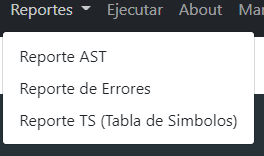 Reportes Ejecutar About
Reporte AST
Reporte de Errores
Reporte TS (Tabla de Simbolos)